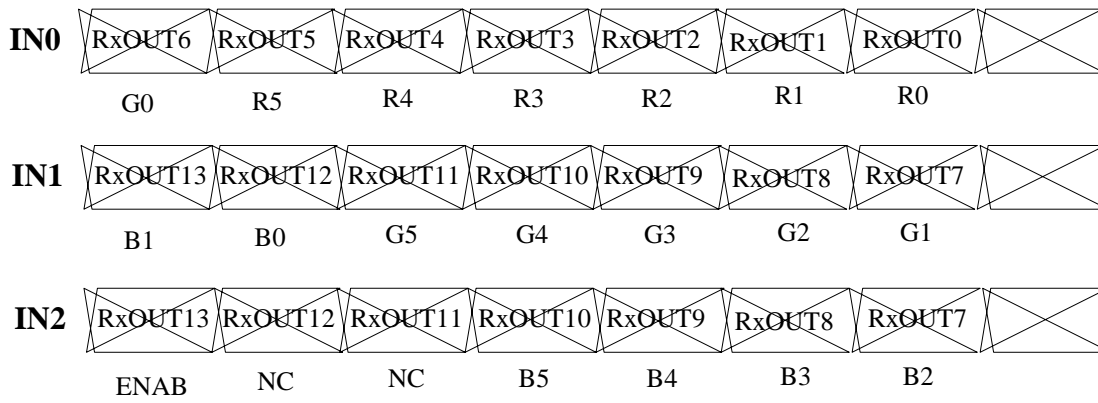 IN0 RxOUT6 RxOUT5 RxOUT4 RxOUT3 RxOUT2 RxOUT1 RxOUT0
G0 R5 R4 R3 R2 R1 R0
IN1 RxOUT13 RxOUT12 RxOUT11 RxOUT10 RxOUT9 RxOUT8 RxOUT7
B1 B0 G5 G4 G3 G2 G1
IN2 RxOUT13 RxOUT12 RxOUT11 RxOUT10 RxOUT9 RxOUT8 RxOUT7
ENAB NC NC B5 B4 B3 B2